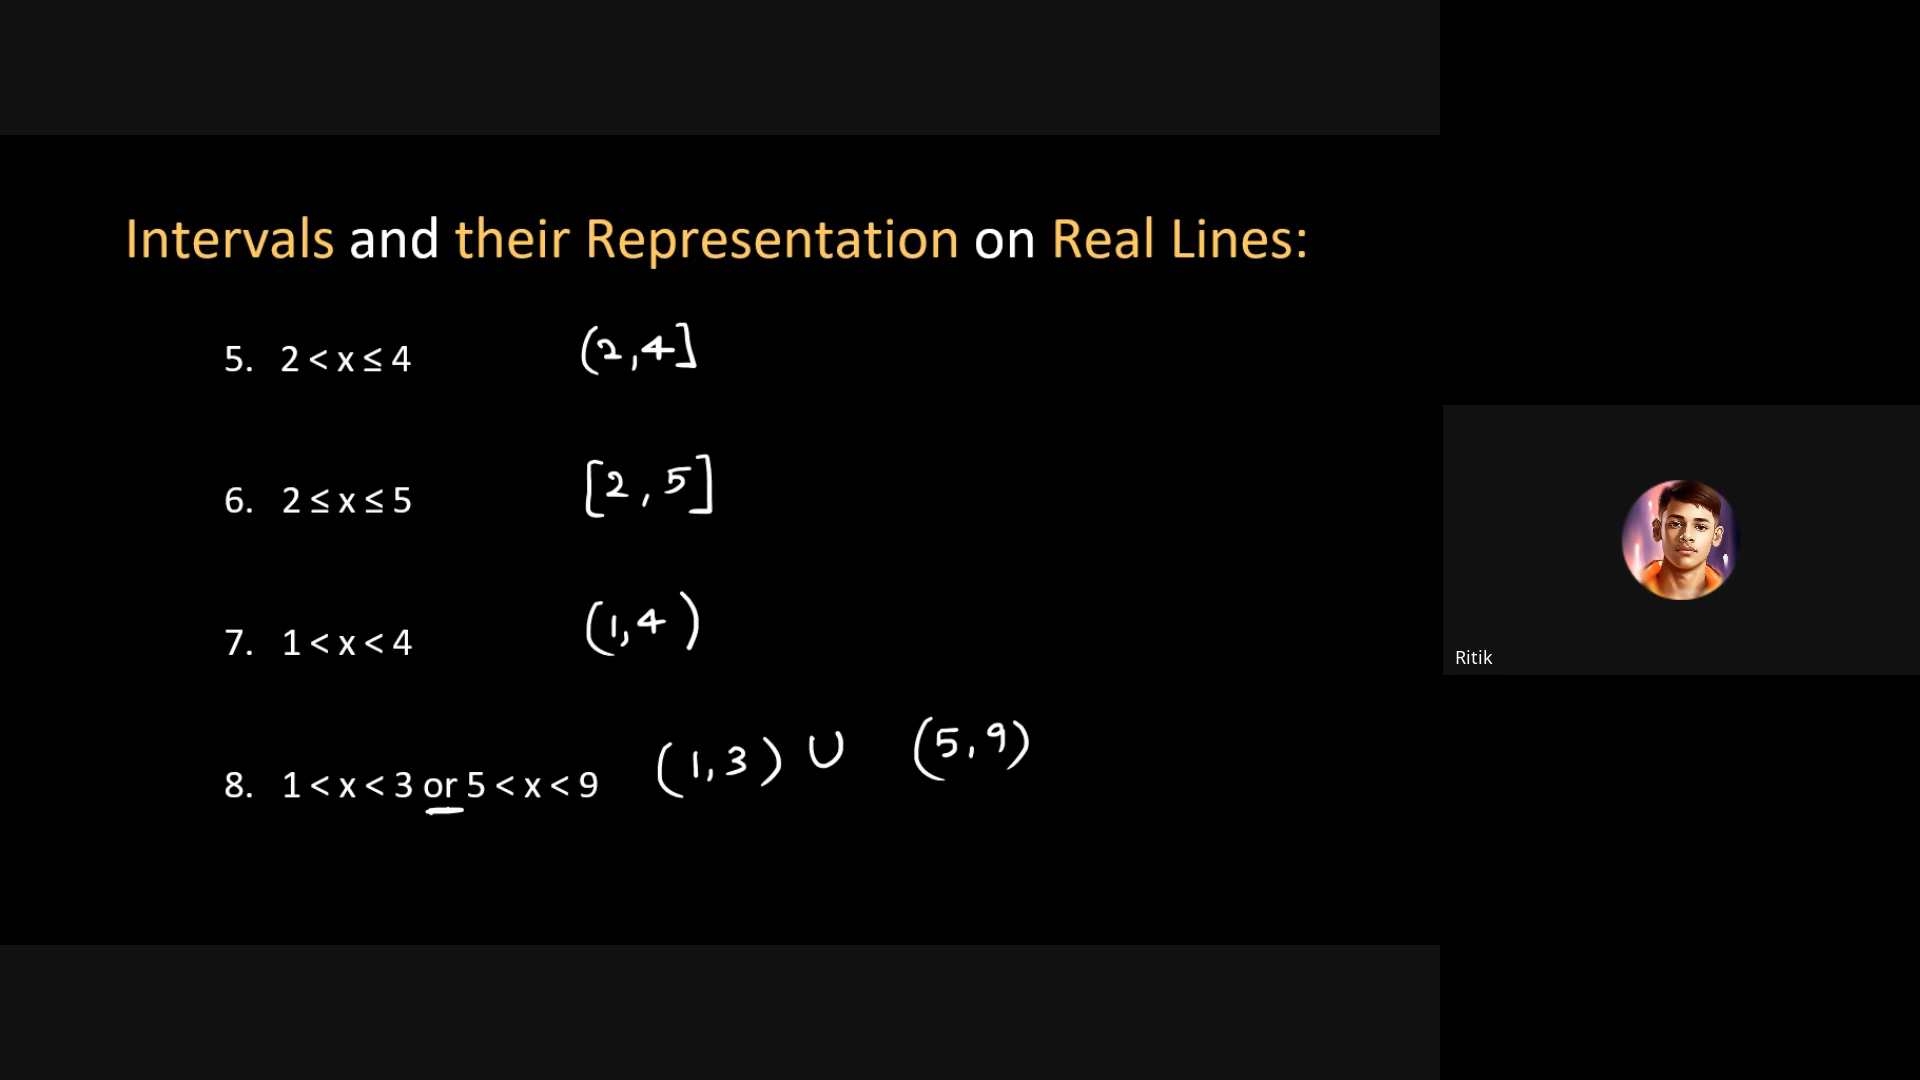 Intervals and their Representation on Real Lines:
5. 2 < x ≤ 4 (2,4]
6. 2 ≤ x ≤ 5 [2,5]
7. 1 < x < 4 (1,4)
8. 1 < x < 3 or 5 < x < 9 (1,3) ∪ (5,9)
Ritik